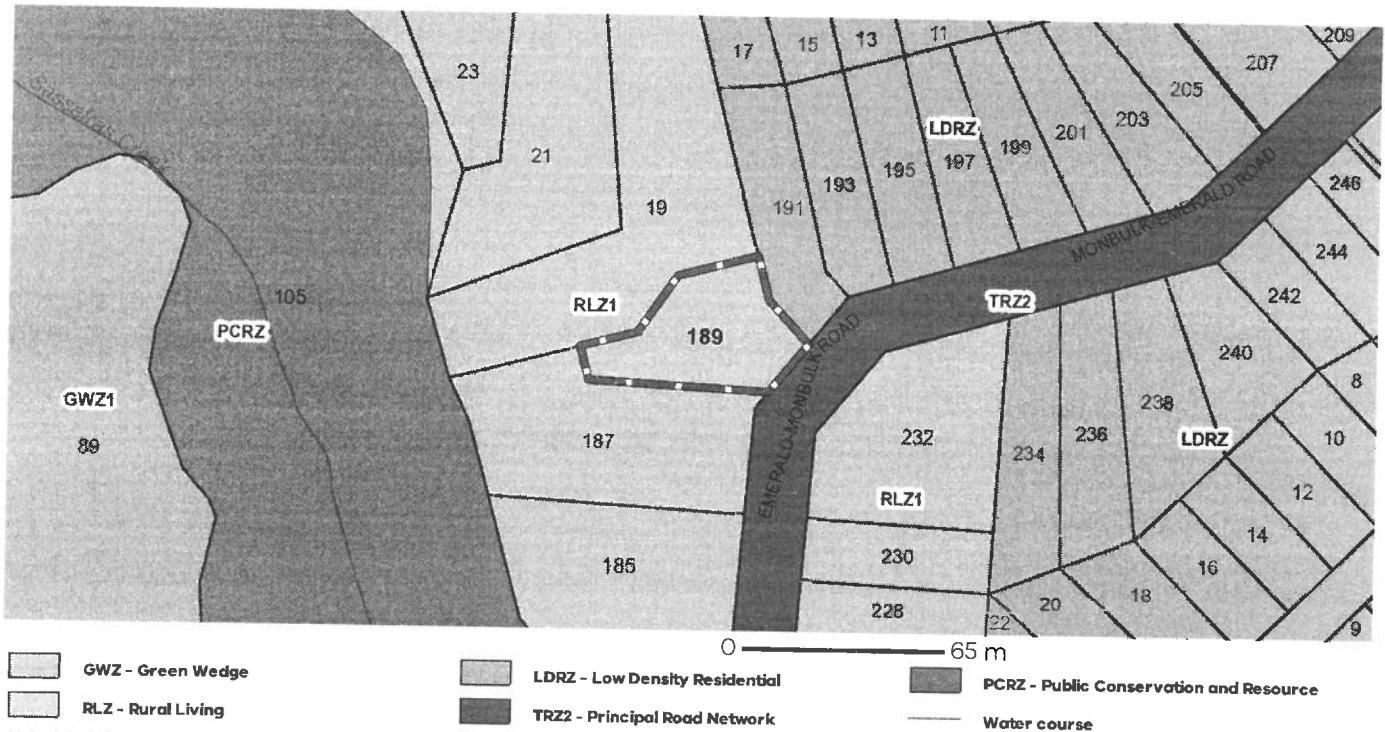 209
207
17
15
13
11
23
205
Sassafras
203
LDRZ
201
21
199
197
195
MONBULK-EMERALD ROAD
246
193
19
191
244
105
RLZ1
TRZ2
242
PCRZ
189
240
8
GWZ1
EMERALD-MONBULK ROAD
238
236
10
89
187
232
234
LDRZ
12
RLZ1
14
185
230
16
20
18
228
22
9
0 65 m
GWZ - Green Wedge
LDRZ - Low Density Residential
PCRZ - Public Conservation and Resource
RLZ - Rural Living
TRZ2 - Principal Road Network
Water course